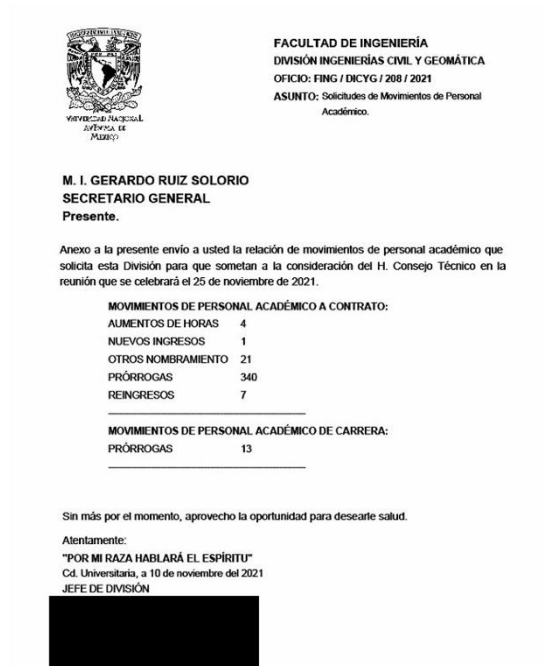 FACULTAD DE INGENIERÍA
DIVISIÓN INGENIERÍAS CIVIL Y GEOMÁTICA
OFICIO: FING / DICYG / 208 / 2021
ASUNTO: Solicitudes de Movimientos de Personal
Académico.
VNIVERSIDAD NACIONAL
AVTNMA DE
MEXICO
M. I. GERARDO RUIZ SOLORIO
SECRETARIO GENERAL
Presente.
Anexo a la presente envío a usted la relación de movimientos de personal académico que
solicita esta División para que sometan a la consideración del H. Consejo Técnico en la
reunión que se celebrará el 25 de noviembre de 2021.
MOVIMIENTOS DE PERSONAL ACADÉMICO A CONTRATO:
AUMENTOS DE HORAS 4
NUEVOS INGRESOS 1
OTROS NOMBRAMIENTO 21
PRÓRROGAS 340
REINGRESOS 7
MOVIMIENTOS DE PERSONAL ACADÉMICO DE CARRERA:
PRÓRROGAS 13
Sin más por el momento, aprovecho la oportunidad para desearle salud.
Atentamente:
"POR MI RAZA HABLARÁ EL ESPÍRITU"
Cd. Universitaria, a 10 de noviembre del 2021
JEFE DE DIVISIÓN